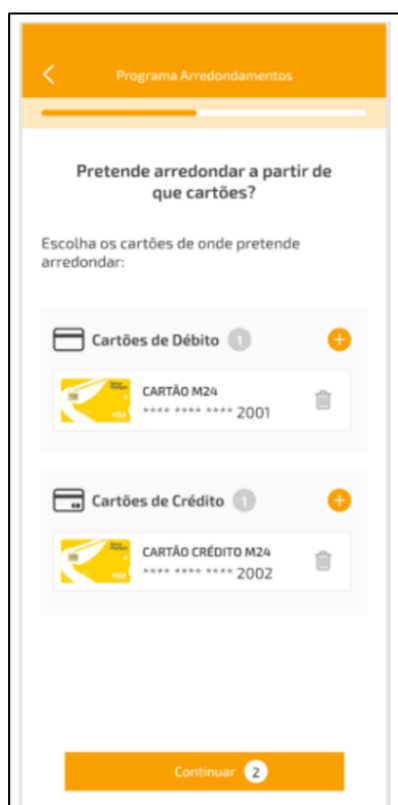 Programa Arredondamentos
Pretende arredondar a partir de
que cartões?
Escolha os cartões de onde pretende
arredondar:
Cartões de Débito 1
CARTÃO M24
**** **** **** 2001
Cartões de Crédito 1
CARTÃO CRÉDITO M24
**** **** **** 2002
Continuar 2